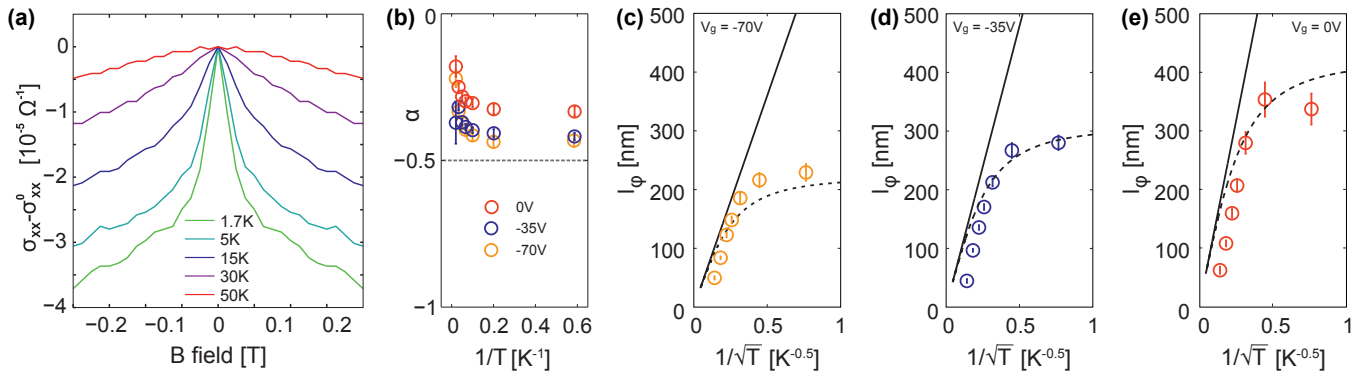 (a)
σxx-σ⁰xx [10⁻⁵ Ω⁻¹]
0
−1
−2
−3
−4
1.7K
5K
15K
30K
50K
−0.2 −0.1 0 0.1 0.2
B field [T]
(b)
α
0
−0.5
−1
0V
-35V
-70V
0 0.2 0.4 0.6
1/T [K⁻¹]
(c)
Vg = -70V
lφ [nm]
500
400
300
200
100
0
0 0.5 1
1/√T [K⁻⁰·⁵]
(d)
Vg = -35V
lφ [nm]
500
400
300
200
100
0
0 0.5 1
1/√T [K⁻⁰·⁵]
(e)
Vg = 0V
lφ [nm]
500
400
300
200
100
0
0 0.5 1
1/√T [K⁻⁰·⁵]